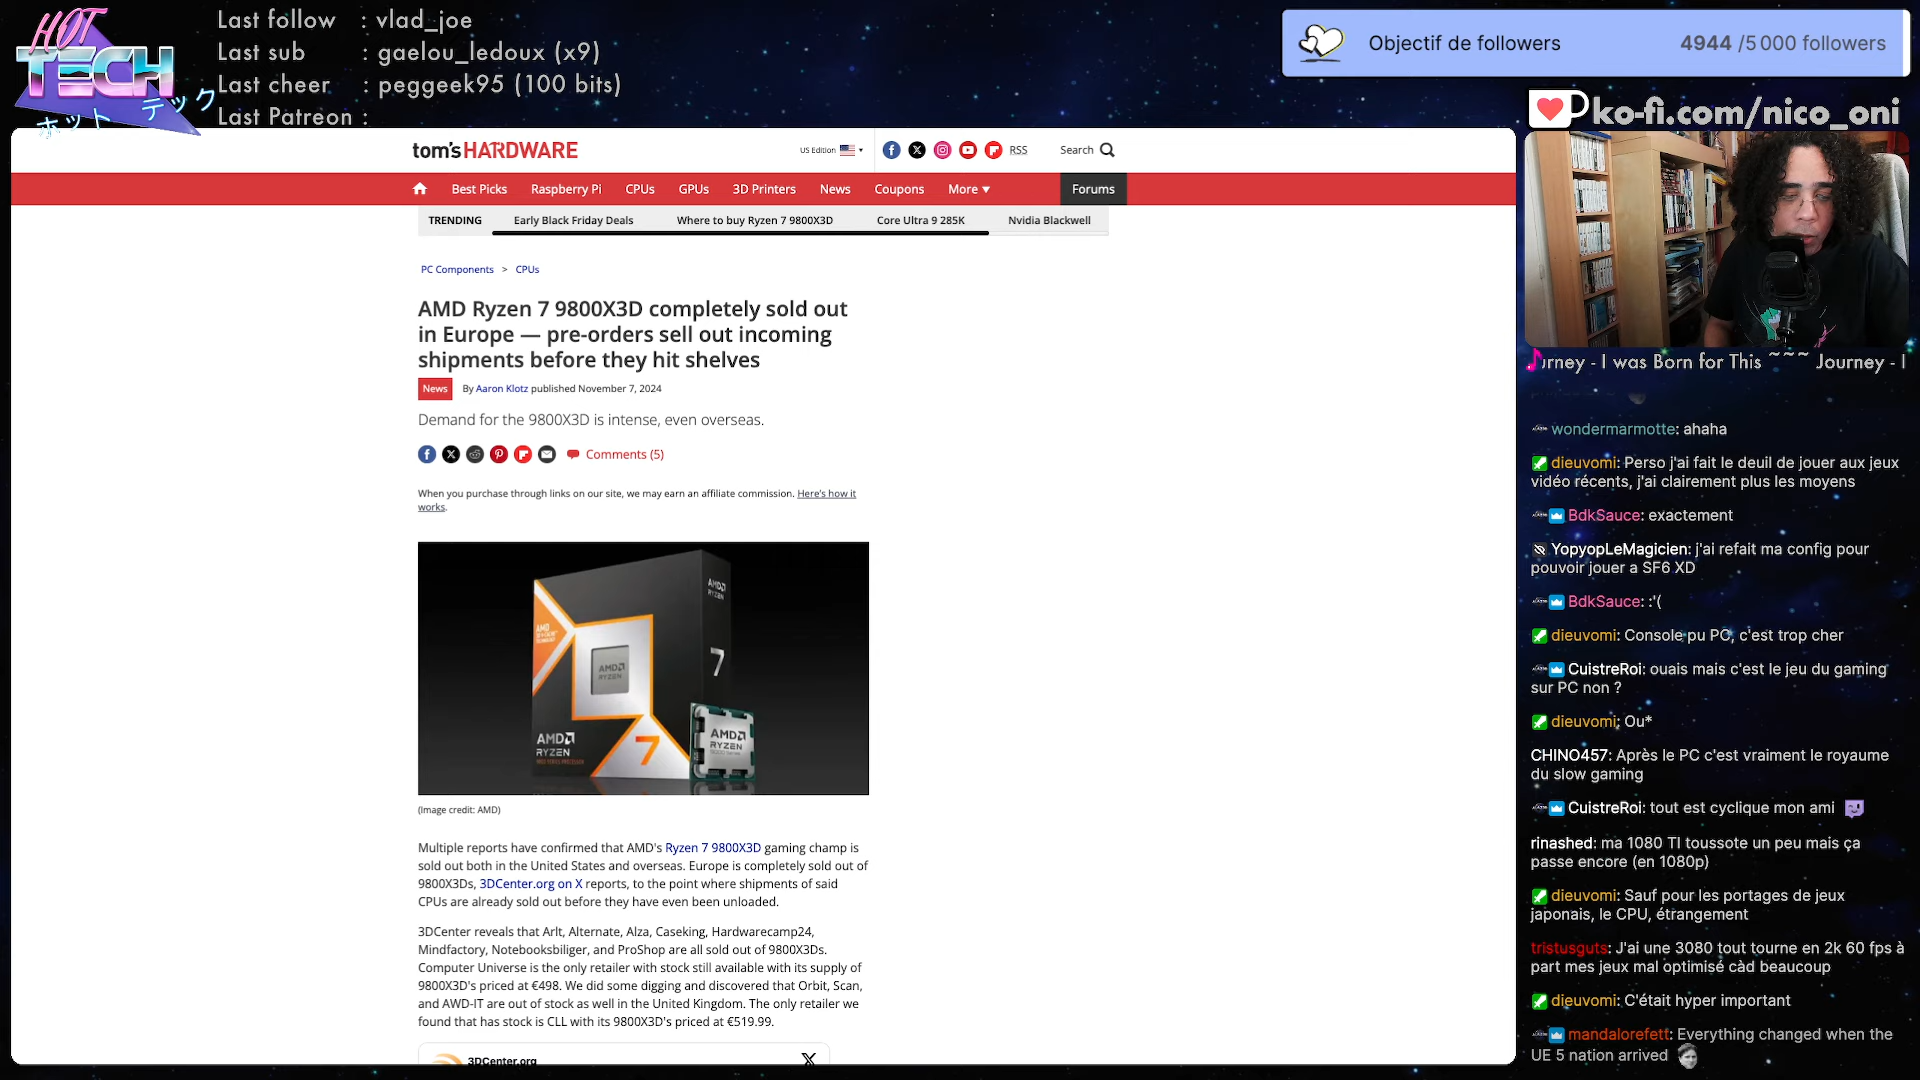 HOT
TECH
ホット テック
Last follow : vlad_joe
Last sub : gaelou_ledoux (x9)
Last cheer : peggeek95 (100 bits)
Last Patreon :
Objectif de followers 4944 /5 000 followers
ko-fi.com/nico_oni
tom's HARDWARE
US Edition
RSS
Search
Best Picks Raspberry Pi CPUs GPUs 3D Printers News Coupons More ▼ Forums
TRENDING Early Black Friday Deals Where to buy Ryzen 7 9800X3D Core Ultra 9 285K Nvidia Blackwell
PC Components > CPUs
AMD Ryzen 7 9800X3D completely sold out
in Europe — pre-orders sell out incoming
shipments before they hit shelves
News By Aaron Klotz published November 7, 2024
Demand for the 9800X3D is intense, even overseas.
Comments (5)
When you purchase through links on our site, we may earn an affiliate commission. Here's how it
works.
AMD
RYZEN
7
AMD
RYZEN
AMD
RYZEN
7
AMD
RYZEN
(Image credit: AMD)
Multiple reports have confirmed that AMD's Ryzen 7 9800X3D gaming champ is
sold out both in the United States and overseas. Europe is completely sold out of
9800X3Ds, 3DCenter.org on X reports, to the point where shipments of said
CPUs are already sold out before they have even been unloaded.
3DCenter reveals that Arlt, Alternate, Alza, Caseking, Hardwarecamp24,
Mindfactory, Notebooksbiliger, and ProShop are all sold out of 9800X3Ds.
Computer Universe is the only retailer with stock still available with its supply of
9800X3D's priced at €498. We did some digging and discovered that Orbit, Scan,
and AWD-IT are out of stock as well in the United Kingdom. The only retailer we
found that has stock is CLL with its 9800X3D's priced at €519.99.
3DCenter.org
urney - I was Born for This ~~~ Journey - I
wondermarmotte: ahaha
dieuvomi: Perso j'ai fait le deuil de jouer aux jeux
vidéo récents, j'ai clairement plus les moyens
BdkSauce: exactement
YopyopLeMagicien: j'ai refait ma config pour
pouvoir jouer a SF6 XD
BdkSauce: :'(
dieuvomi: Console pu PC, c'est trop cher
CuistreRoi: ouais mais c'est le jeu du gaming
sur PC non ?
dieuvomi: Ou*
CHINO457: Après le PC c'est vraiment le royaume
du slow gaming
CuistreRoi: tout est cyclique mon ami
rinashed: ma 1080 TI toussote un peu mais ça
passe encore (en 1080p)
dieuvomi: Sauf pour les portages de jeux
japonais, le CPU, étrangement
tristusguts: J'ai une 3080 tout tourne en 2k 60 fps à
part mes jeux mal optimisé càd beaucoup
dieuvomi: C'était hyper important
mandalorefett: Everything changed when the
UE 5 nation arrived